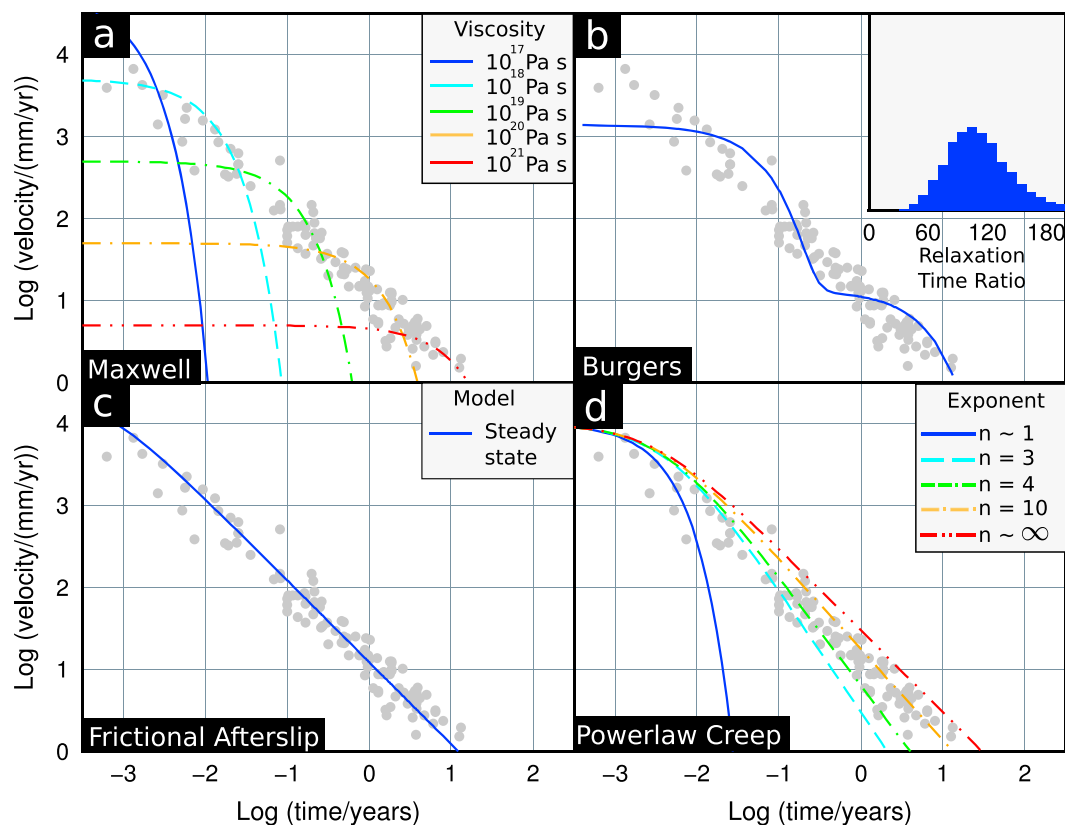 a
Viscosity
10^17 Pa s
10^18 Pa s
10^19 Pa s
10^20 Pa s
10^21 Pa s
4
3
2
1
0
Log (velocity/(mm/yr))
Maxwell
b
0 60 120 180
Relaxation
Time Ratio
Burgers
c
Model
Steady
state
4
3
2
1
0
Log (velocity/(mm/yr))
Frictional Afterslip
−3 −2 −1 0 1 2
Log (time/years)
d
Exponent
n ~ 1
n = 3
n = 4
n = 10
n ~ ∞
Powerlaw Creep
−3 −2 −1 0 1 2
Log (time/years)